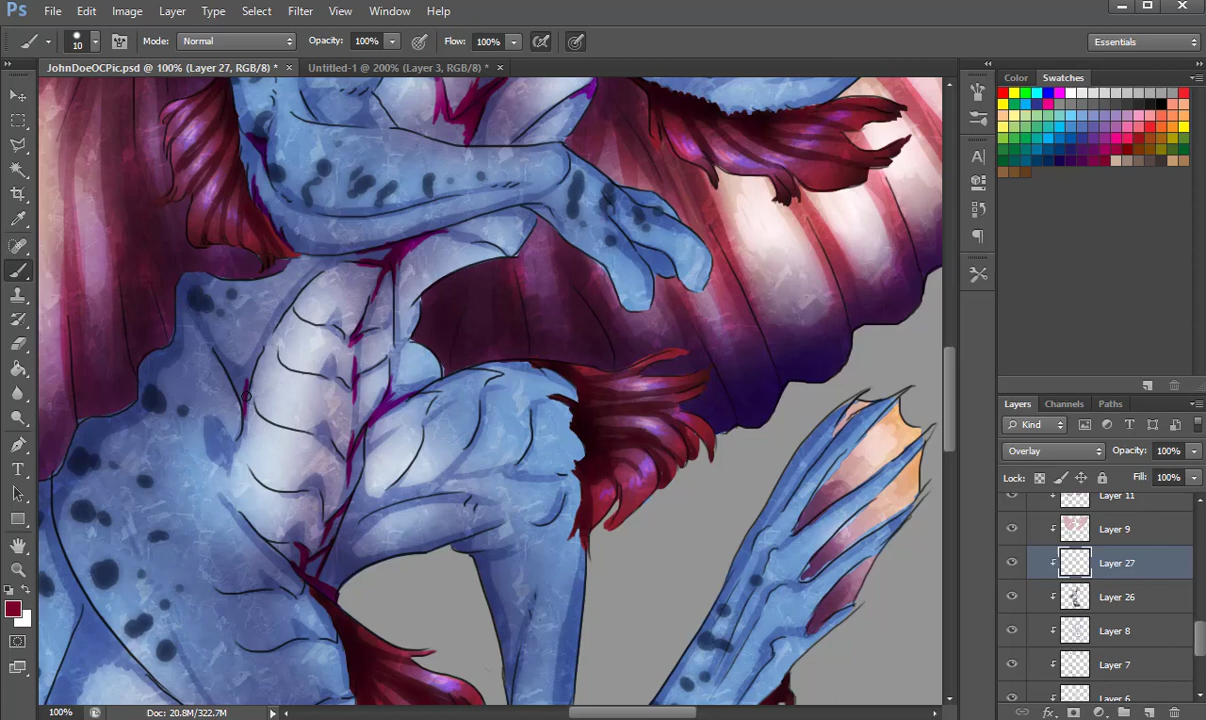 Ps File Edit Image Layer Type Select Filter View Window Help
10 Mode: Normal Opacity: 100% Flow: 100% Essentials
JohnDoeOCPic.psd @ 100% (Layer 27, RGB/8) * × Untitled-1 @ 200% (Layer 3, RGB/8) * ×
Color Swatches
Layers Channels Paths
Kind
Overlay Opacity: 100%
Lock: Fill: 100%
Layer 11
Layer 9
Layer 27
Layer 26
Layer 8
Layer 7
Layer 6
100% Doc: 20.8M/322.7M